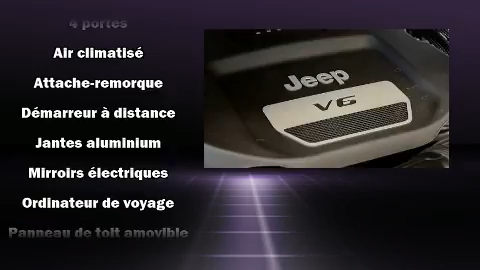 4 portes
Air climatisé
Attache-remorque
Démarreur à distance
Jantes aluminium
Mirroirs électriques
Ordinateur de voyage
Panneau de toit amovible
Jeep
V6